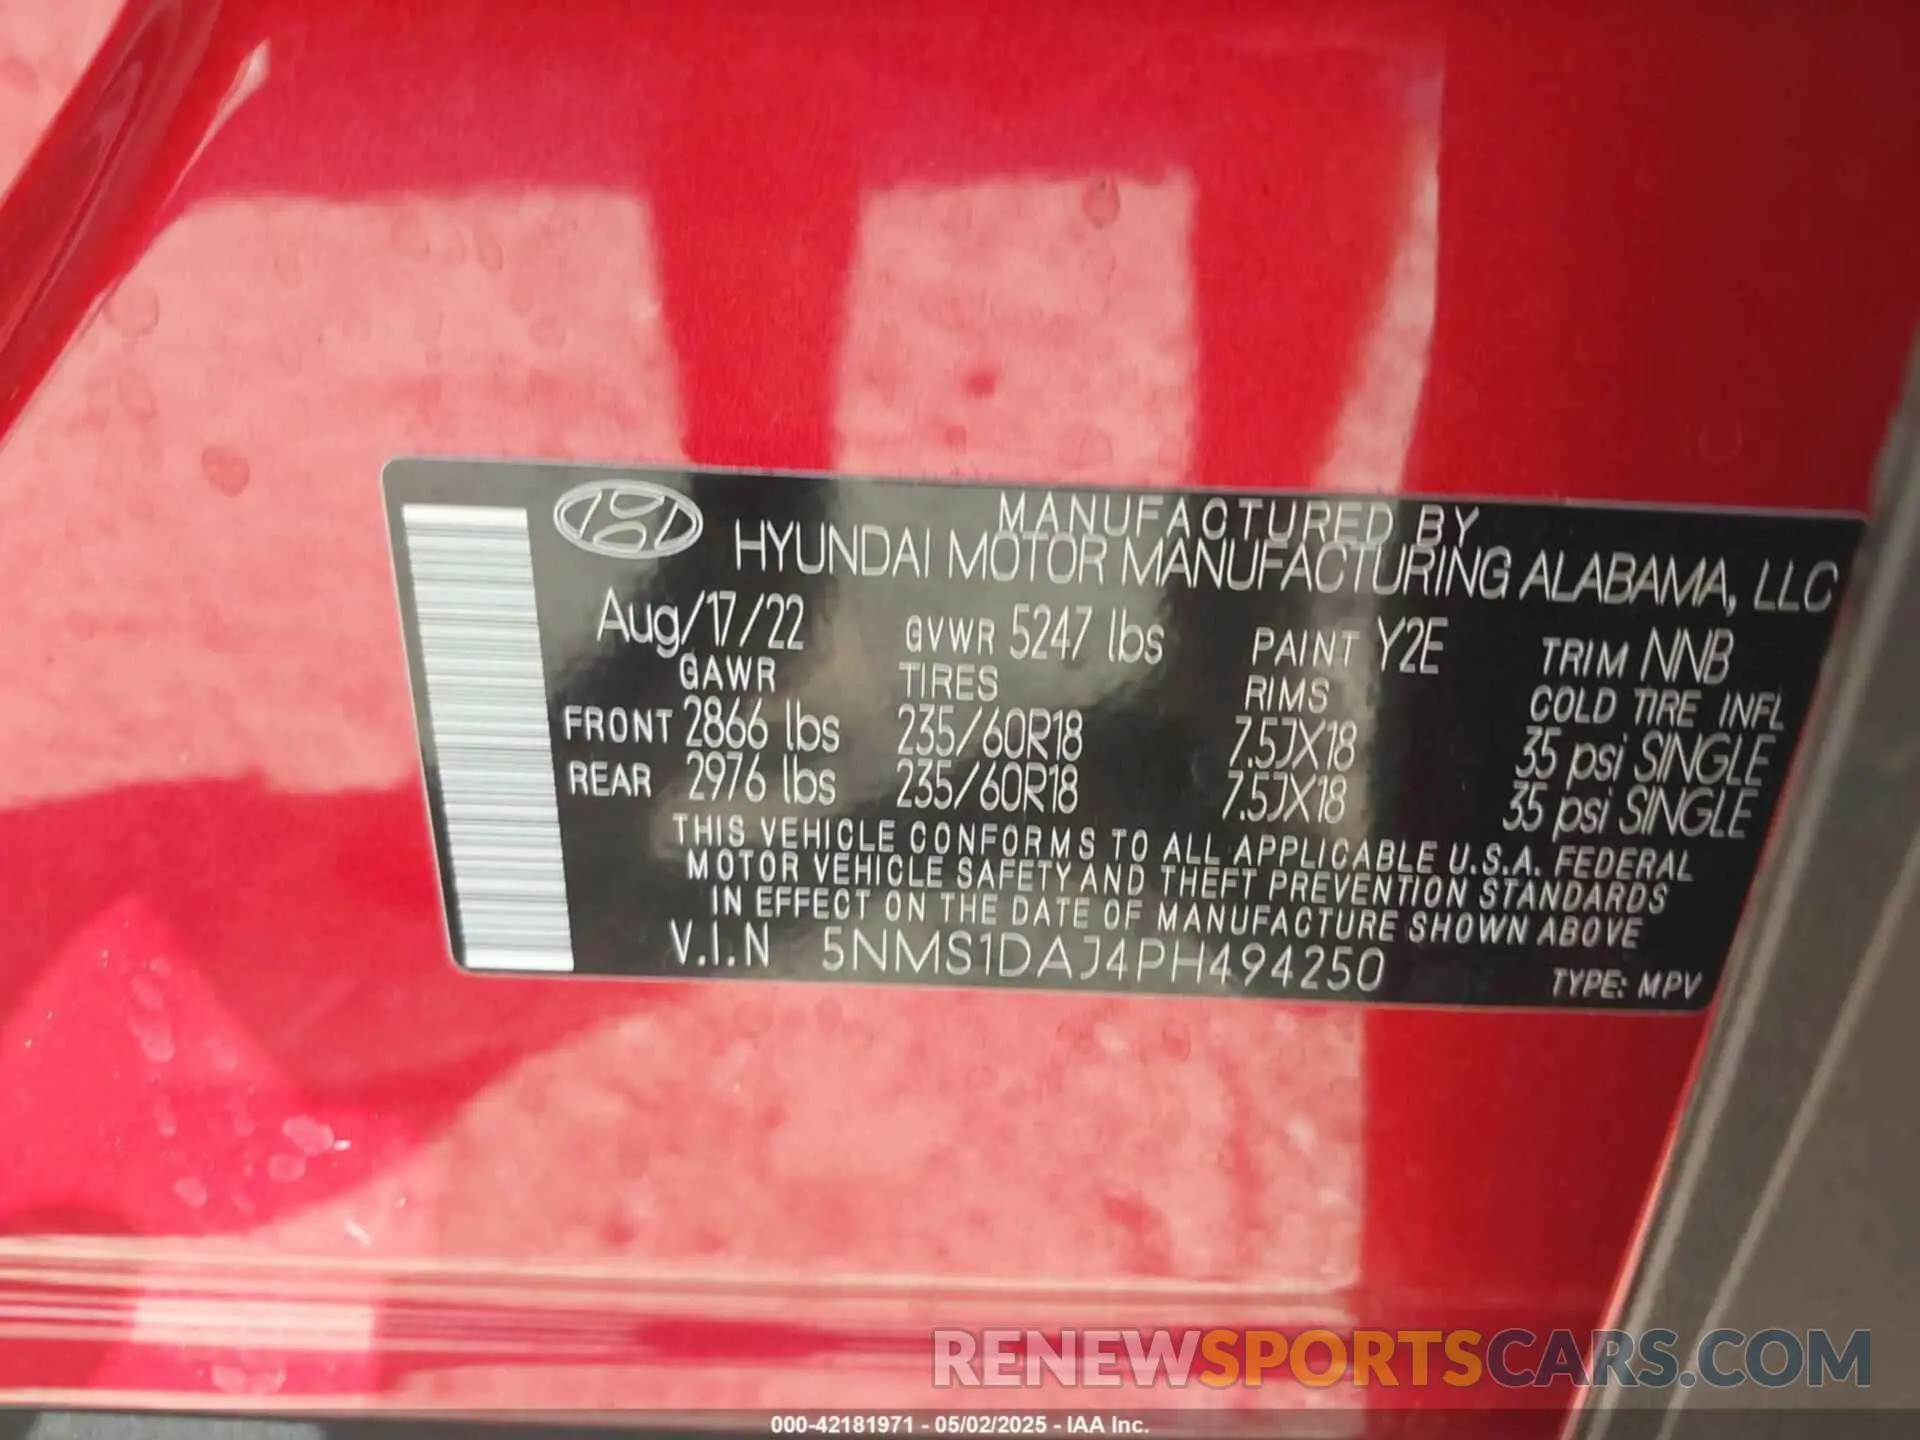 MANUFACTURED BY
HYUNDAI MOTOR MANUFACTURING ALABAMA, LLC
Aug/17/22 GVWR 5247 lbs PAINT Y2E TRIM NNB
GAWR TIRES RIMS COLD TIRE INFL
FRONT 2866 lbs 235/60R18 7.5JX18 35 psi SINGLE
REAR 2976 lbs 235/60R18 7.5JX18 35 psi SINGLE
THIS VEHICLE CONFORMS TO ALL APPLICABLE U.S.A. FEDERAL
MOTOR VEHICLE SAFETY AND THEFT PREVENTION STANDARDS
IN EFFECT ON THE DATE OF MANUFACTURE SHOWN ABOVE
V.I.N 5NMS1DAJ4PH494250 TYPE: MPV
RENEWSPORTSCARS.COM
000-42181971 - 05/02/2025 - IAA Inc.